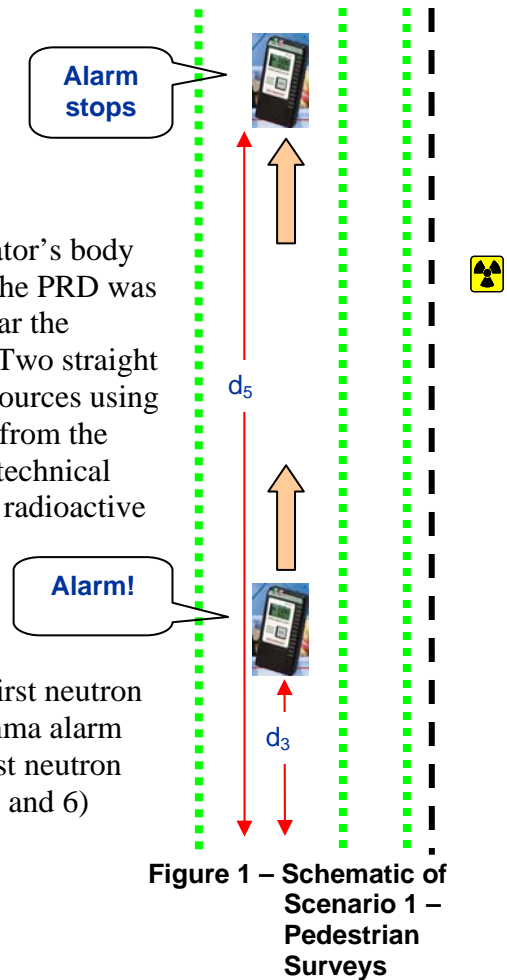 Alarm
stops
ator's body
he PRD was
ar the
Two straight
ources using
from the
technical
radioactive
d5
Alarm!
irst neutron
nma alarm
st neutron
and 6)
d3
Figure 1 – Schematic of
Scenario 1 –
Pedestrian
Surveys